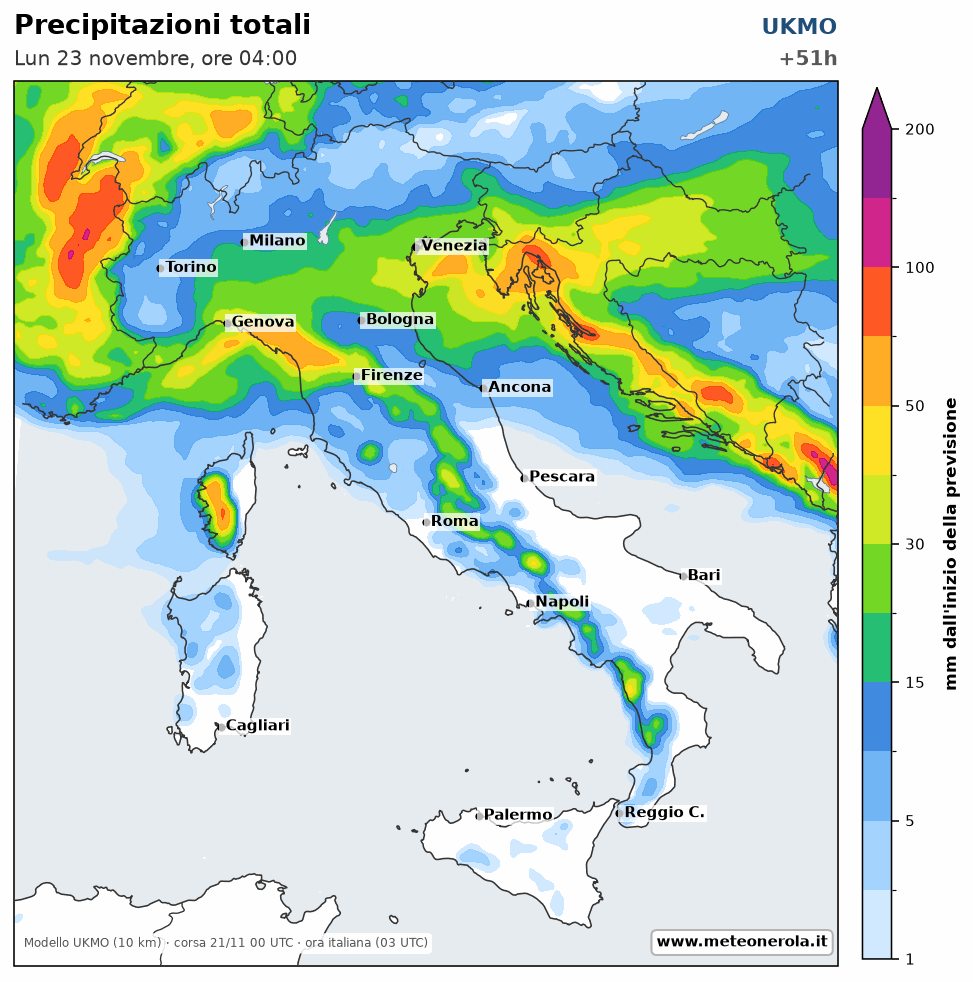 Precipitazioni totali
UKMO
Lun 23 novembre, ore 04:00
+51h
200
100
50
30
15
5
1
mm dall'inizio della previsione
Milano
Venezia
Torino
Genova
Bologna
Firenze
Ancona
Pescara
Roma
Bari
Napoli
Cagliari
Palermo
Reggio C.
Modello UKMO (10 km) · corsa 21/11 00 UTC · ora italiana (03 UTC)
www.meteonerola.it